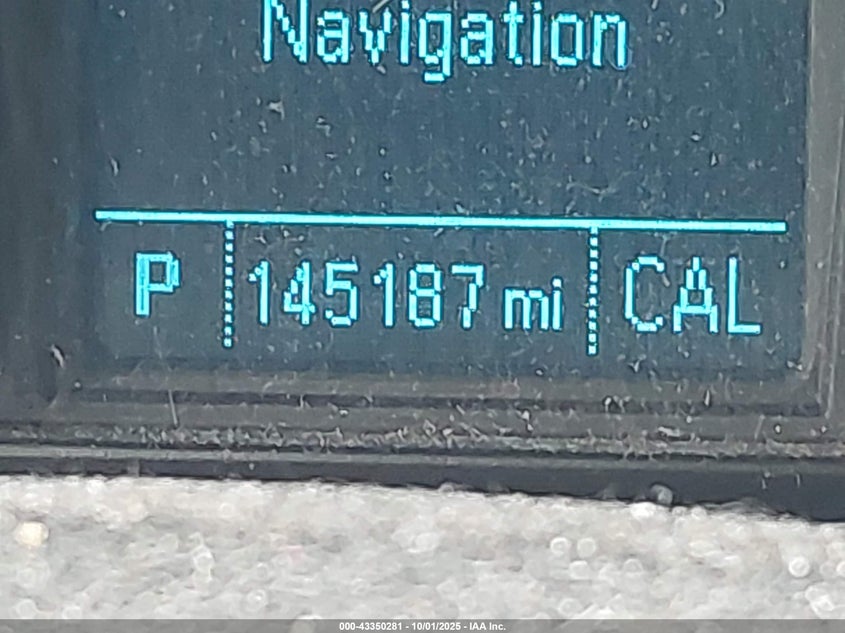 Navigation
P 145187 mi CAL
000-43350281 - 10/01/2025 - IAA Inc.